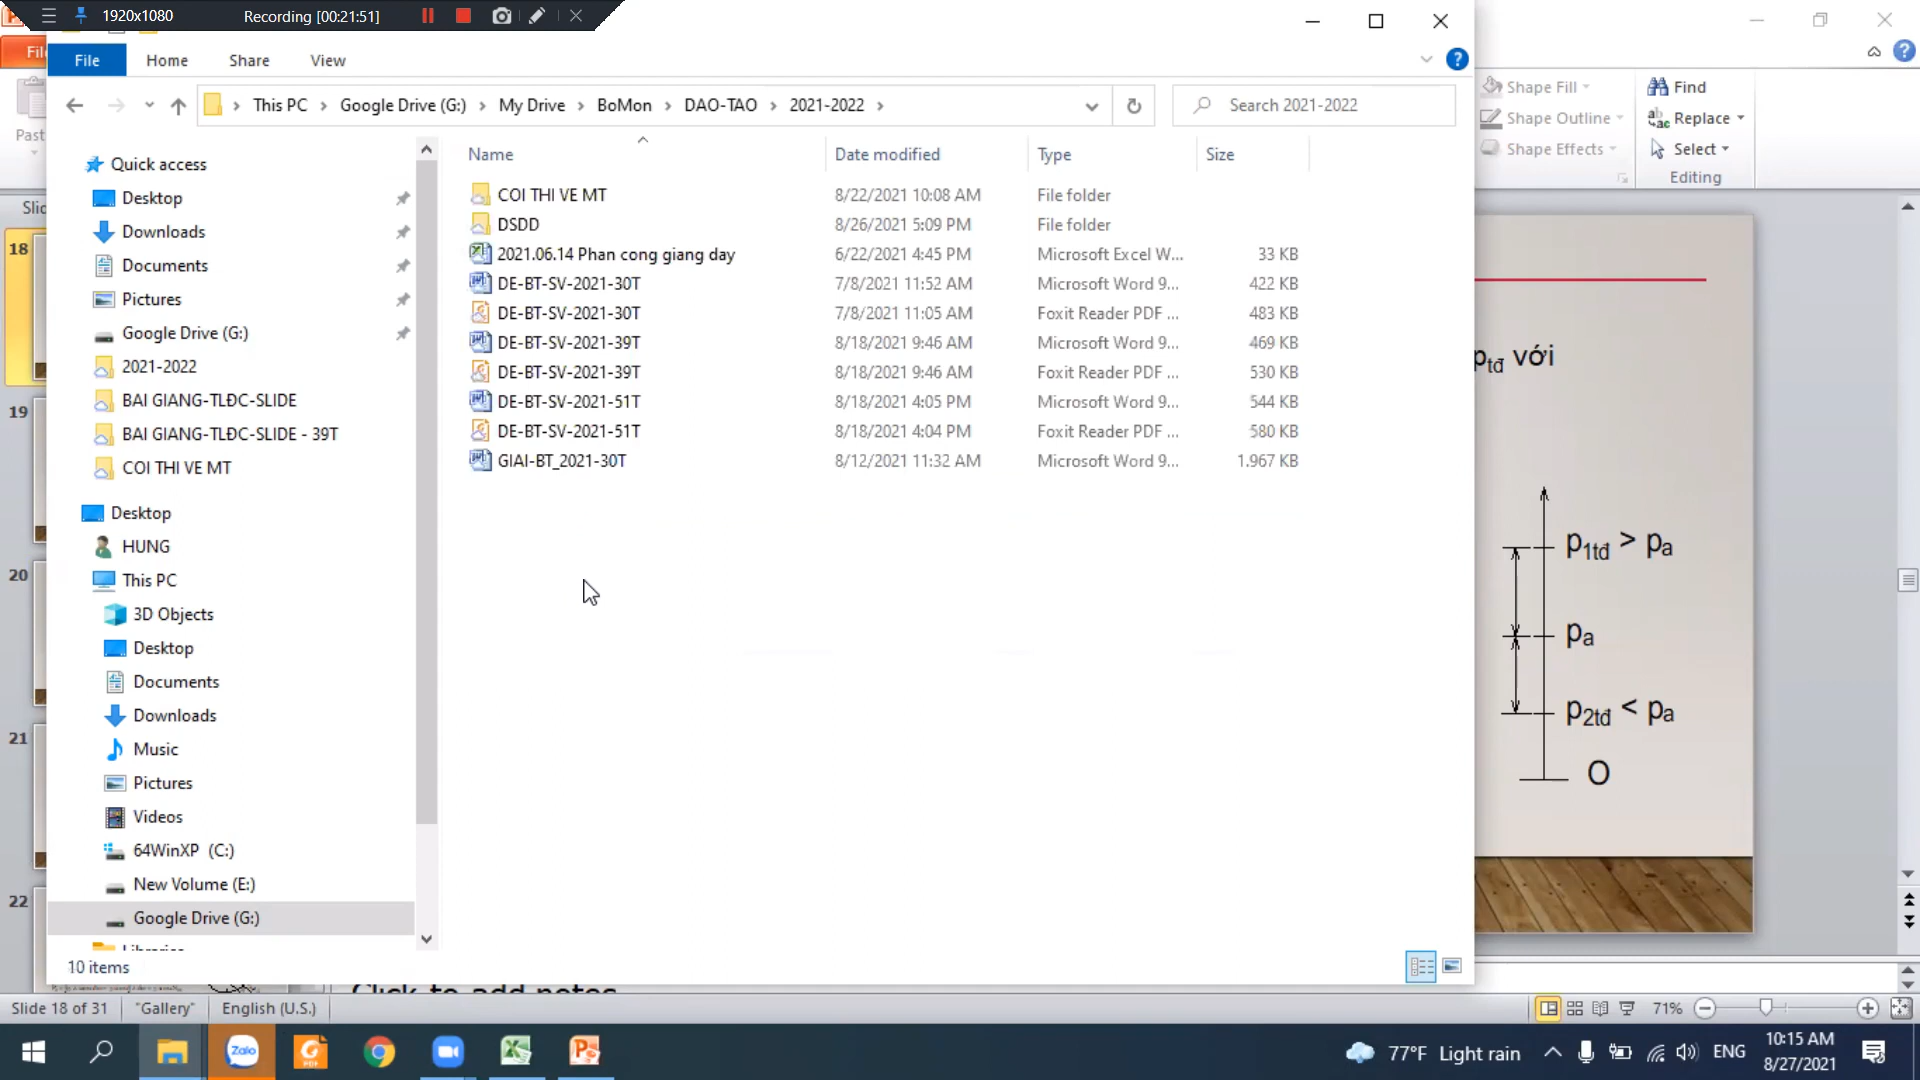 1920x1080 Recording [00:21:51]
File Home Share View
This PC Google Drive (G:) My Drive BoMon DAO-TAO 2021-2022
Search 2021-2022
Name Date modified Type Size
COI THI VE MT 8/22/2021 10:08 AM File folder
DSDD 8/26/2021 5:09 PM File folder
2021.06.14 Phan cong giang day 6/22/2021 4:45 PM Microsoft Excel W... 33 KB
DE-BT-SV-2021-30T 7/8/2021 11:52 AM Microsoft Word 9... 422 KB
DE-BT-SV-2021-30T 7/8/2021 11:05 AM Foxit Reader PDF ... 483 KB
DE-BT-SV-2021-39T 8/18/2021 9:46 AM Microsoft Word 9... 469 KB
DE-BT-SV-2021-39T 8/18/2021 9:46 AM Foxit Reader PDF ... 530 KB
DE-BT-SV-2021-51T 8/18/2021 4:05 PM Microsoft Word 9... 544 KB
DE-BT-SV-2021-51T 8/18/2021 4:04 PM Foxit Reader PDF ... 580 KB
GIAI-BT_2021-30T 8/12/2021 11:32 AM Microsoft Word 9... 1.967 KB
Quick access
Desktop
Downloads
Documents
Pictures
Google Drive (G:)
2021-2022
BAI GIANG-TLĐC-SLIDE
BAI GIANG-TLĐC-SLIDE - 39T
COI THI VE MT
Desktop
HUNG
This PC
3D Objects
Desktop
Documents
Downloads
Music
Pictures
Videos
64WinXP (C:)
New Volume (E:)
Google Drive (G:)
10 items
Shape Fill
Shape Outline
Shape Effects
Find
Replace
Select
Editing
18
19
20
21
22
ptđ với
p1tđ > pa
pa
p2tđ < pa
O
Slide 18 of 31 "Gallery" English (U.S.)
71%
Zalo
77°F Light rain
ENG
10:15 AM
8/27/2021